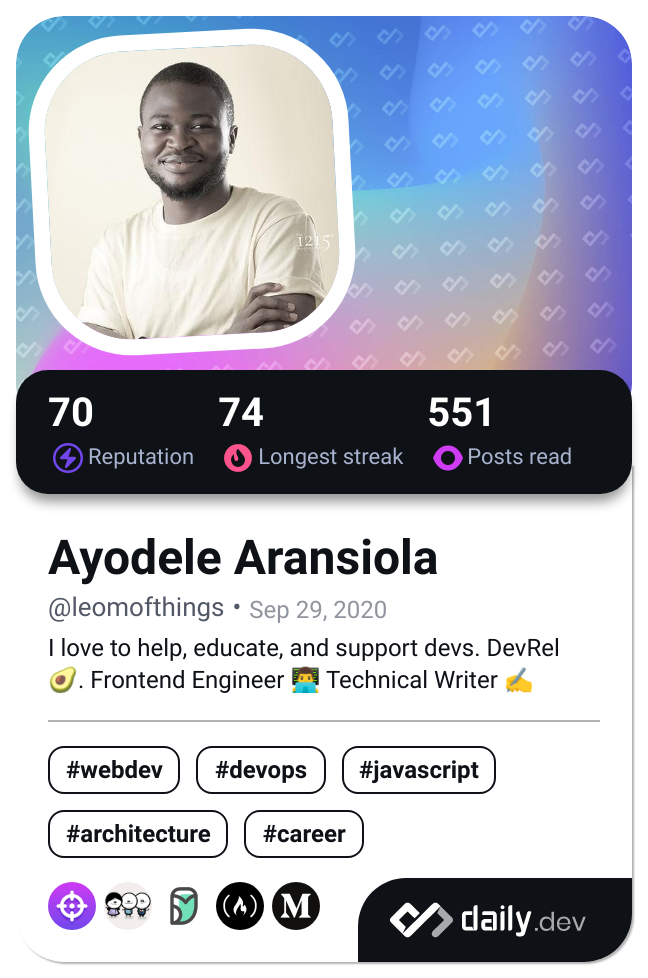 1215
70 74 551
Reputation Longest streak Posts read
Ayodele Aransiola
@leomofthings • Sep 29, 2020
I love to help, educate, and support devs. DevRel
🥑. Frontend Engineer 👨‍💻 Technical Writer ✍️
#webdev #devops #javascript
#architecture #career
M
daily.dev